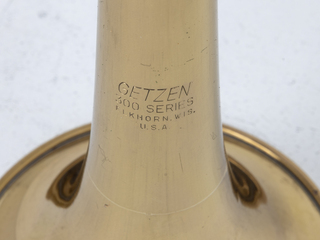 GETZEN
300 SERIES
ELKHORN, WIS.
U.S.A